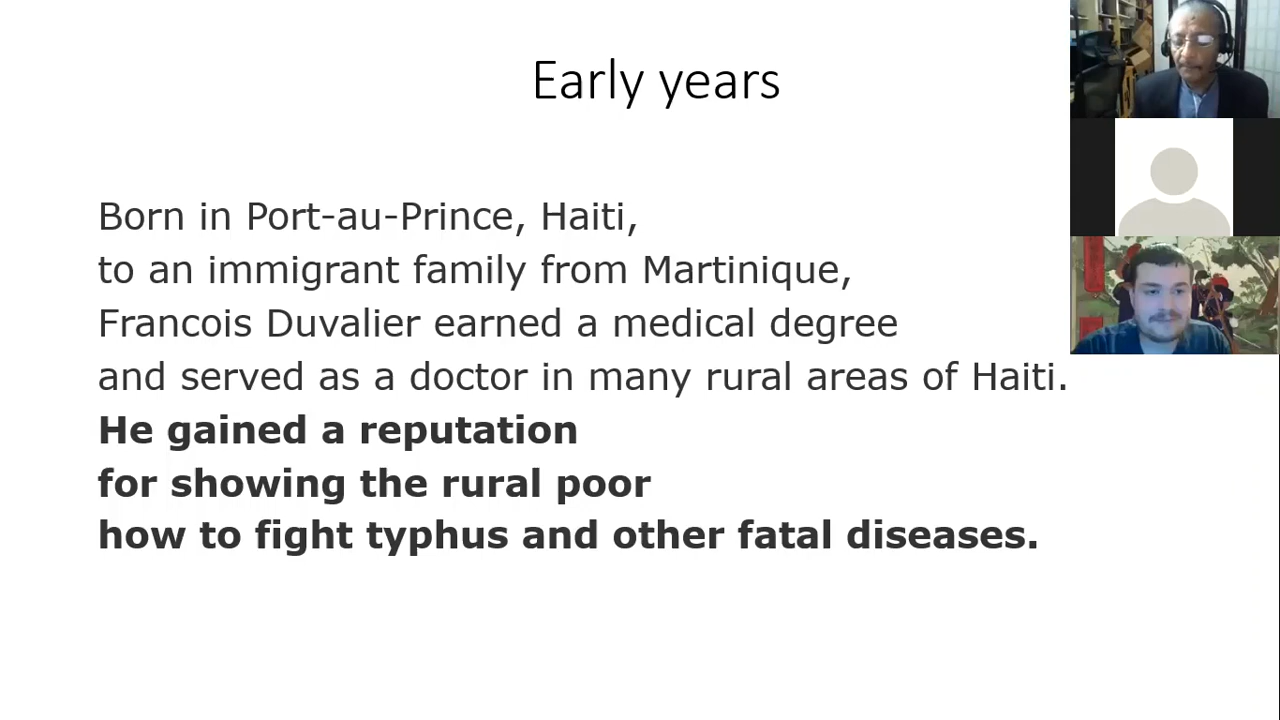 Early years
Born in Port-au-Prince, Haiti,
to an immigrant family from Martinique,
Francois Duvalier earned a medical degree
and served as a doctor in many rural areas of Haiti.
He gained a reputation
for showing the rural poor
how to fight typhus and other fatal diseases.